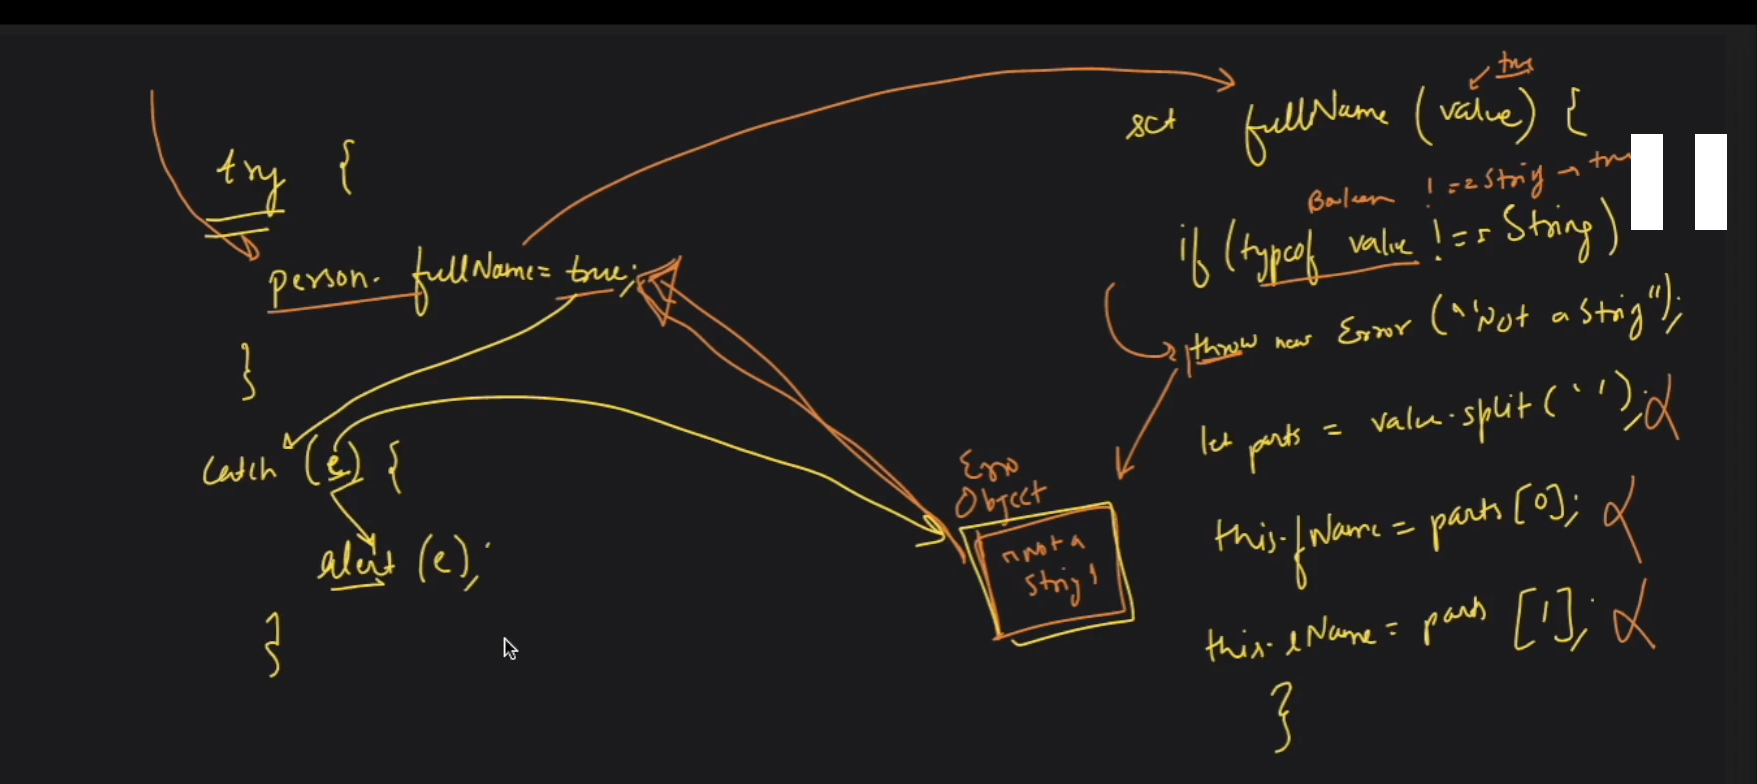 try {
person. fullName = true;
}
catch (e) {
alert (e);
}
Object
"Not a
string"
true
set fullName (value) {
Boolean !== String → true
if (typeof value !== String)
throw new Error ("Not a string");
let parts = value.split(' ');
this.fName = parts [0];
this.lName = parts [1];
}